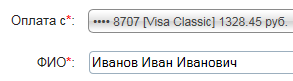 Оплата с*: •••• 8707 [Visa Classic] 1328.45 руб.
ФИО*: Иванов Иван Иванович